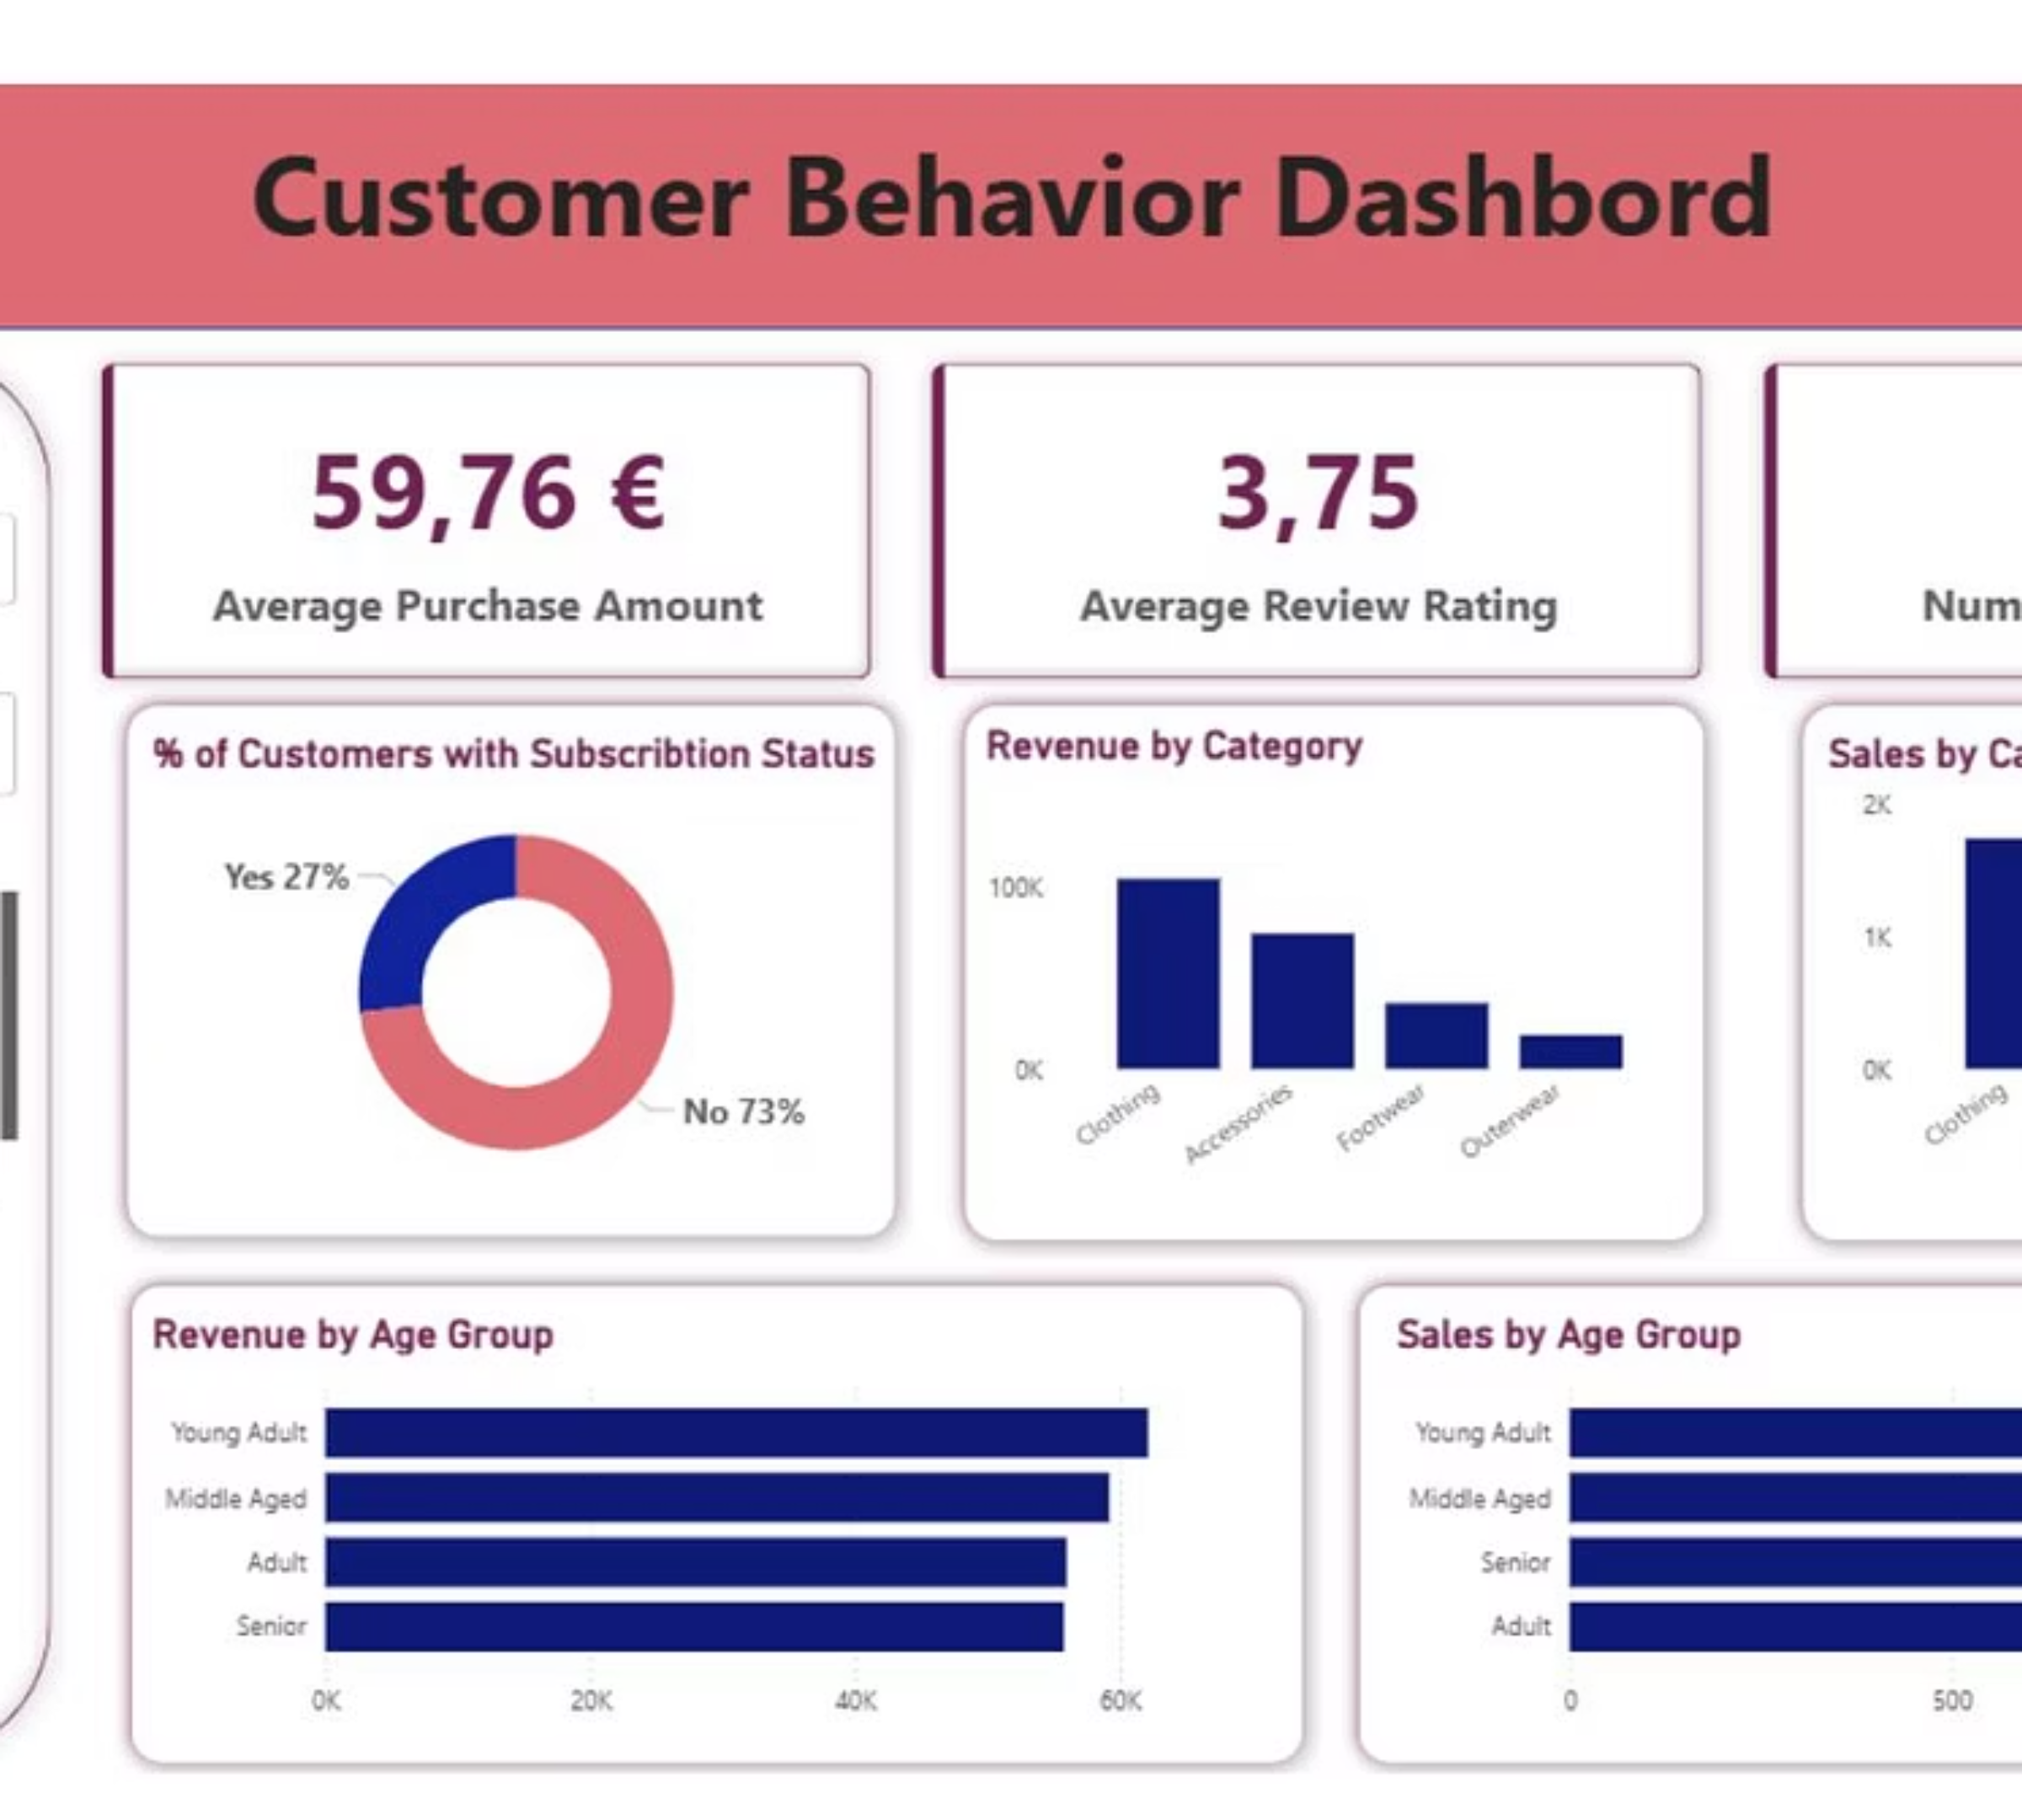 Customer Behavior Dashbord
59,76 €
Average Purchase Amount
3,75
Average Review Rating
% of Customers with Subscribtion Status
Yes 27%
No 73%
Revenue by Category
100K
0K
Clothing
Accessories
Footwear
Outerwear
Sales by
2K
1K
0K
Clothing
Revenue by Age Group
Young Adult
Middle Aged
Adult
Senior
0K 20K 40K 60K
Sales by Age Group
Young Adult
Middle Aged
Senior
Adult
0 500